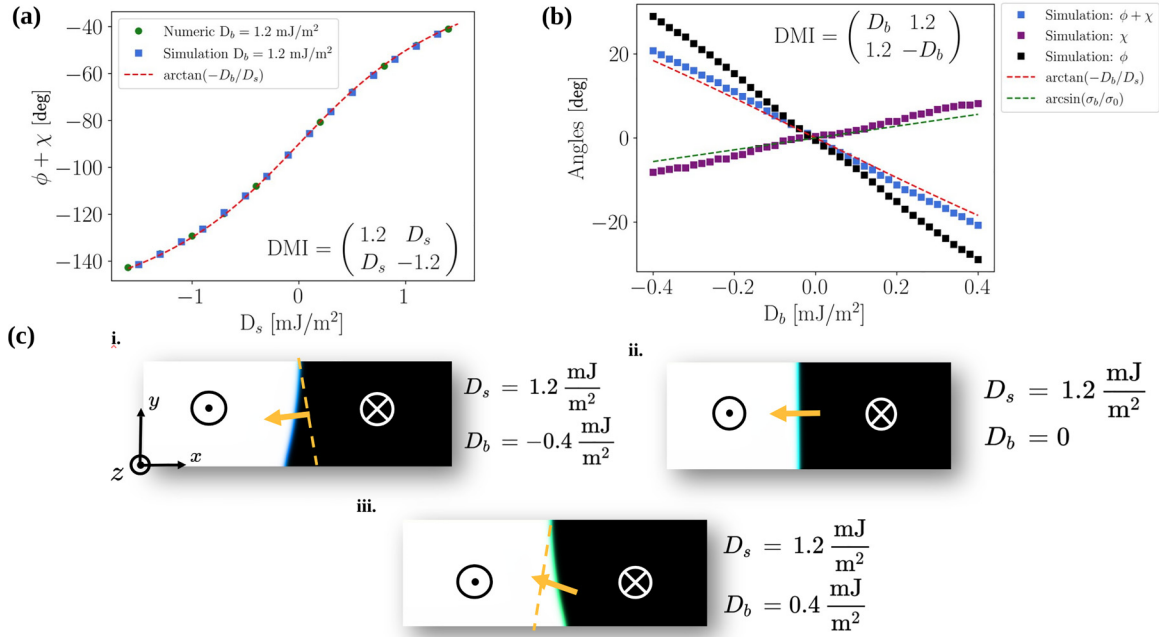 (a)
Numeric D_b = 1.2 mJ/m²
Simulation D_b = 1.2 mJ/m²
arctan(−D_b/D_s)
−40
−60
−80
−100
−120
−140
ϕ + χ [deg]
DMI = ( 1.2 D_s
D_s −1.2 )
−1
0
1
D_s [mJ/m²]
(b)
DMI = ( D_b 1.2
1.2 −D_b )
20
0
−20
Angles [deg]
−0.4
−0.2
0.0
0.2
0.4
D_b [mJ/m²]
Simulation: ϕ + χ
Simulation: χ
Simulation: ϕ
arctan(−D_b/D_s)
arcsin(σ_b/σ_0)
(c)
i.
y
x
z
D_s = 1.2 mJ/m²
D_b = −0.4 mJ/m²
ii.
D_s = 1.2 mJ/m²
D_b = 0
iii.
D_s = 1.2 mJ/m²
D_b = 0.4 mJ/m²